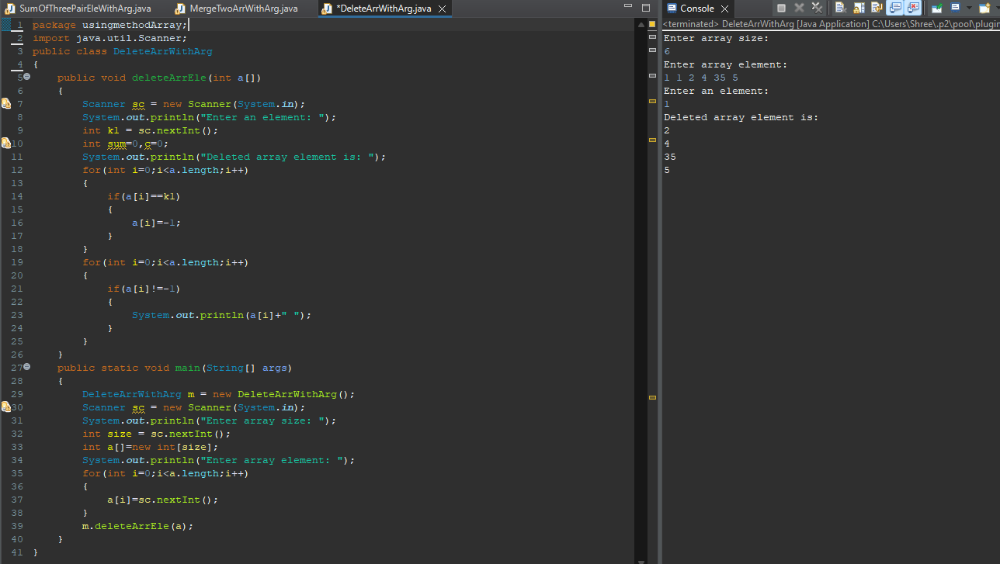 SumOfThreePairEleWithArg.java MergeTwoArrWithArg.java *DeleteArrWithArg.java
1 package usingmethodArray;
2 import java.util.Scanner;
3 public class DeleteArrWithArg
4 {
5 public void deleteArrEle(int a[])
6 {
7 Scanner sc = new Scanner(System.in);
8 System.out.println("Enter an element: ");
9 int k1 = sc.nextInt();
10 int sum=0,c=0;
11 System.out.println("Deleted array element is: ");
12 for(int i=0;i<a.length;i++)
13 {
14 if(a[i]==k1)
15 {
16 a[i]=-1;
17 }
18 }
19 for(int i=0;i<a.length;i++)
20 {
21 if(a[i]!=-1)
22 {
23 System.out.println(a[i]+" ");
24 }
25 }
26 }
27 public static void main(String[] args)
28 {
29 DeleteArrWithArg m = new DeleteArrWithArg();
30 Scanner sc = new Scanner(System.in);
31 System.out.println("Enter array size: ");
32 int size = sc.nextInt();
33 int a[]=new int[size];
34 System.out.println("Enter array element: ");
35 for(int i=0;i<a.length;i++)
36 {
37 a[i]=sc.nextInt();
38 }
39 m.deleteArrEle(a);
40 }
41 }
Console
<terminated> DeleteArrWithArg [Java Application] C:\Users\Shree\.p2\pool\plugin
Enter array size:
6
Enter array element:
1 1 2 4 35 5
Enter an element:
1
Deleted array element is:
2
4
35
5